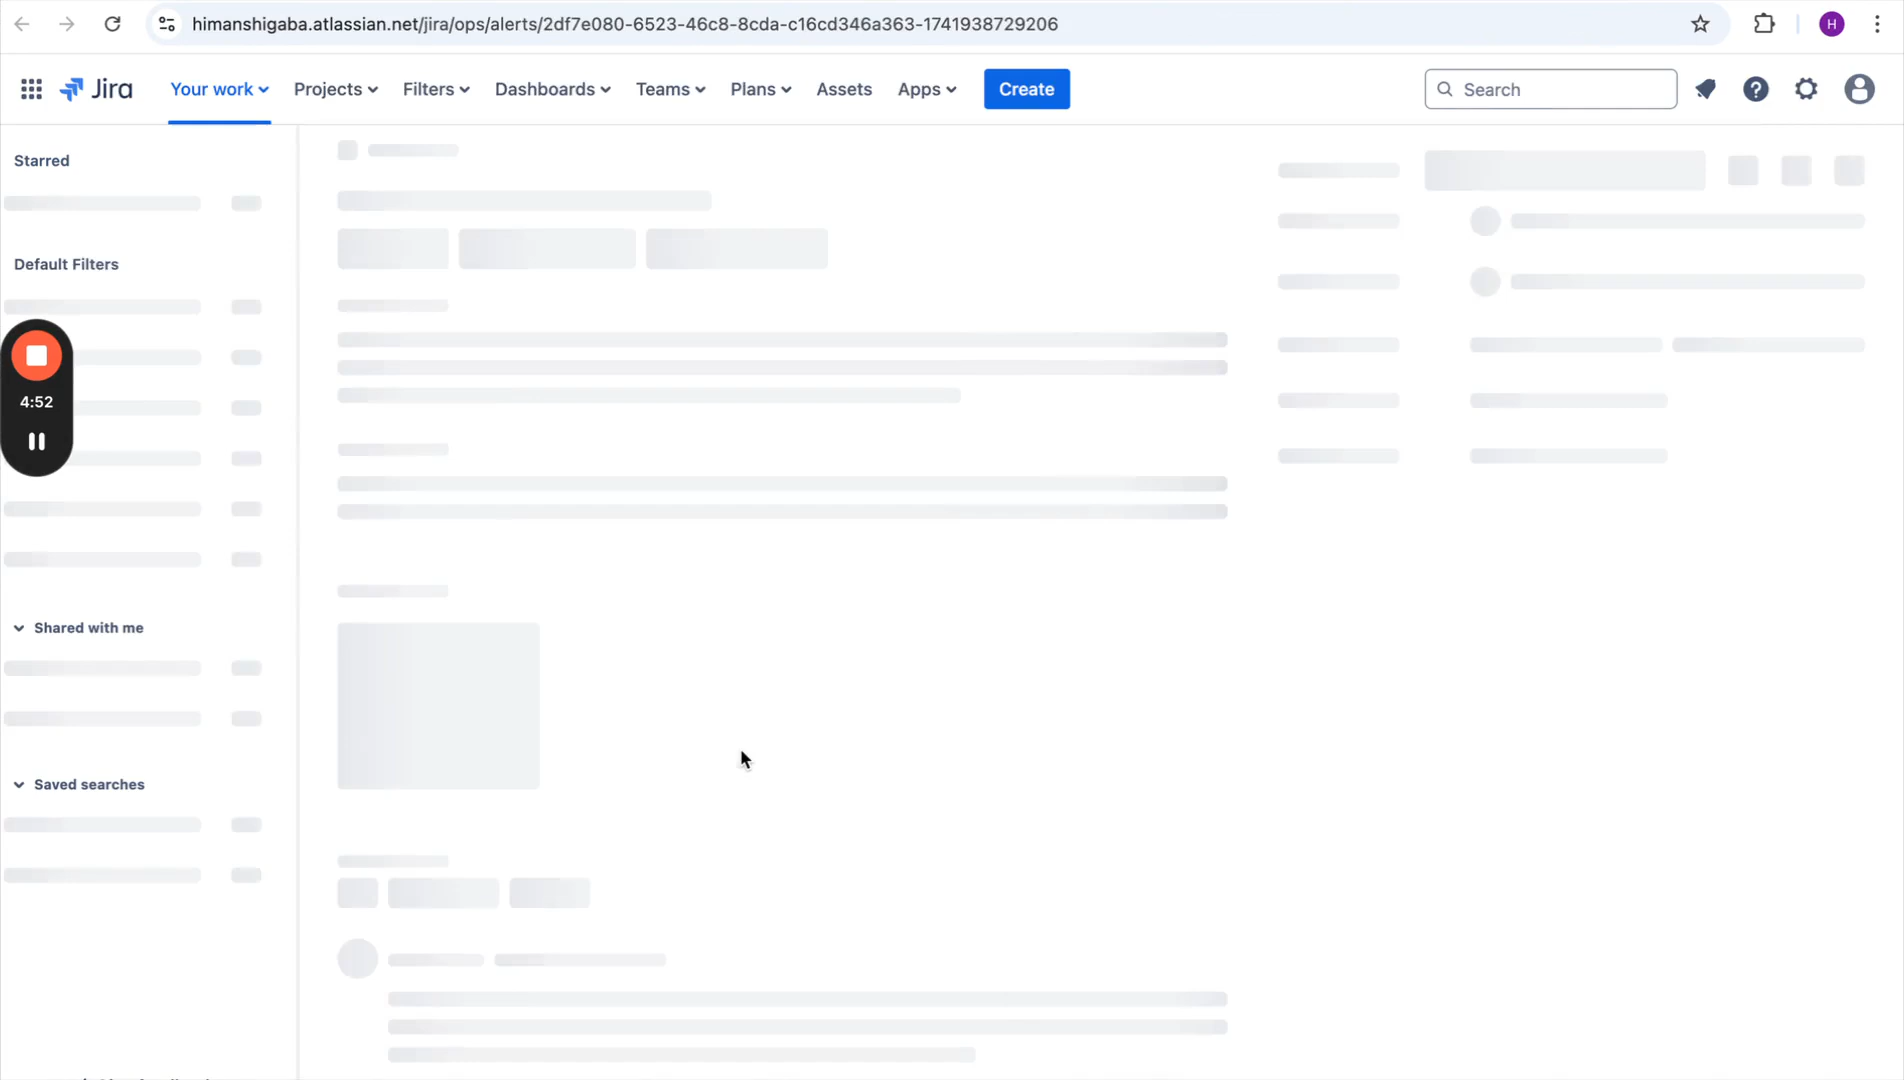 himanshigaba.atlassian.net/jira/ops/alerts/2df7e080-6523-46c8-8cda-c16cd346a363-1741938729206
H
Jira
Your work
Projects
Filters
Dashboards
Teams
Plans
Assets
Apps
Create
Search
Starred
Default Filters
4:52
Shared with me
Saved searches